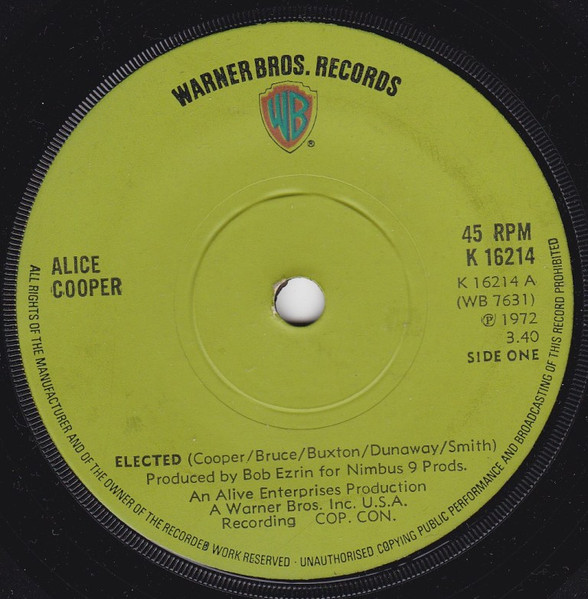 WARNER BROS. RECORDS
WB
®
ALICE
COOPER
45 RPM
K 16214
K 16214 A
(WB 7631)
℗ 1972
3.40
SIDE ONE
ELECTED (Cooper/Bruce/Buxton/Dunaway/Smith)
Produced by Bob Ezrin for Nimbus 9 Prods.
An Alive Enterprises Production
A Warner Bros. Inc. U.S.A.
Recording COP. CON.
ALL RIGHTS OF THE MANUFACTURER AND OF THE OWNER OF THE RECORDED WORK RESERVED · UNAUTHORISED COPYING PUBLIC PERFORMANCE AND BROADCASTING OF THIS RECORD PROHIBITED